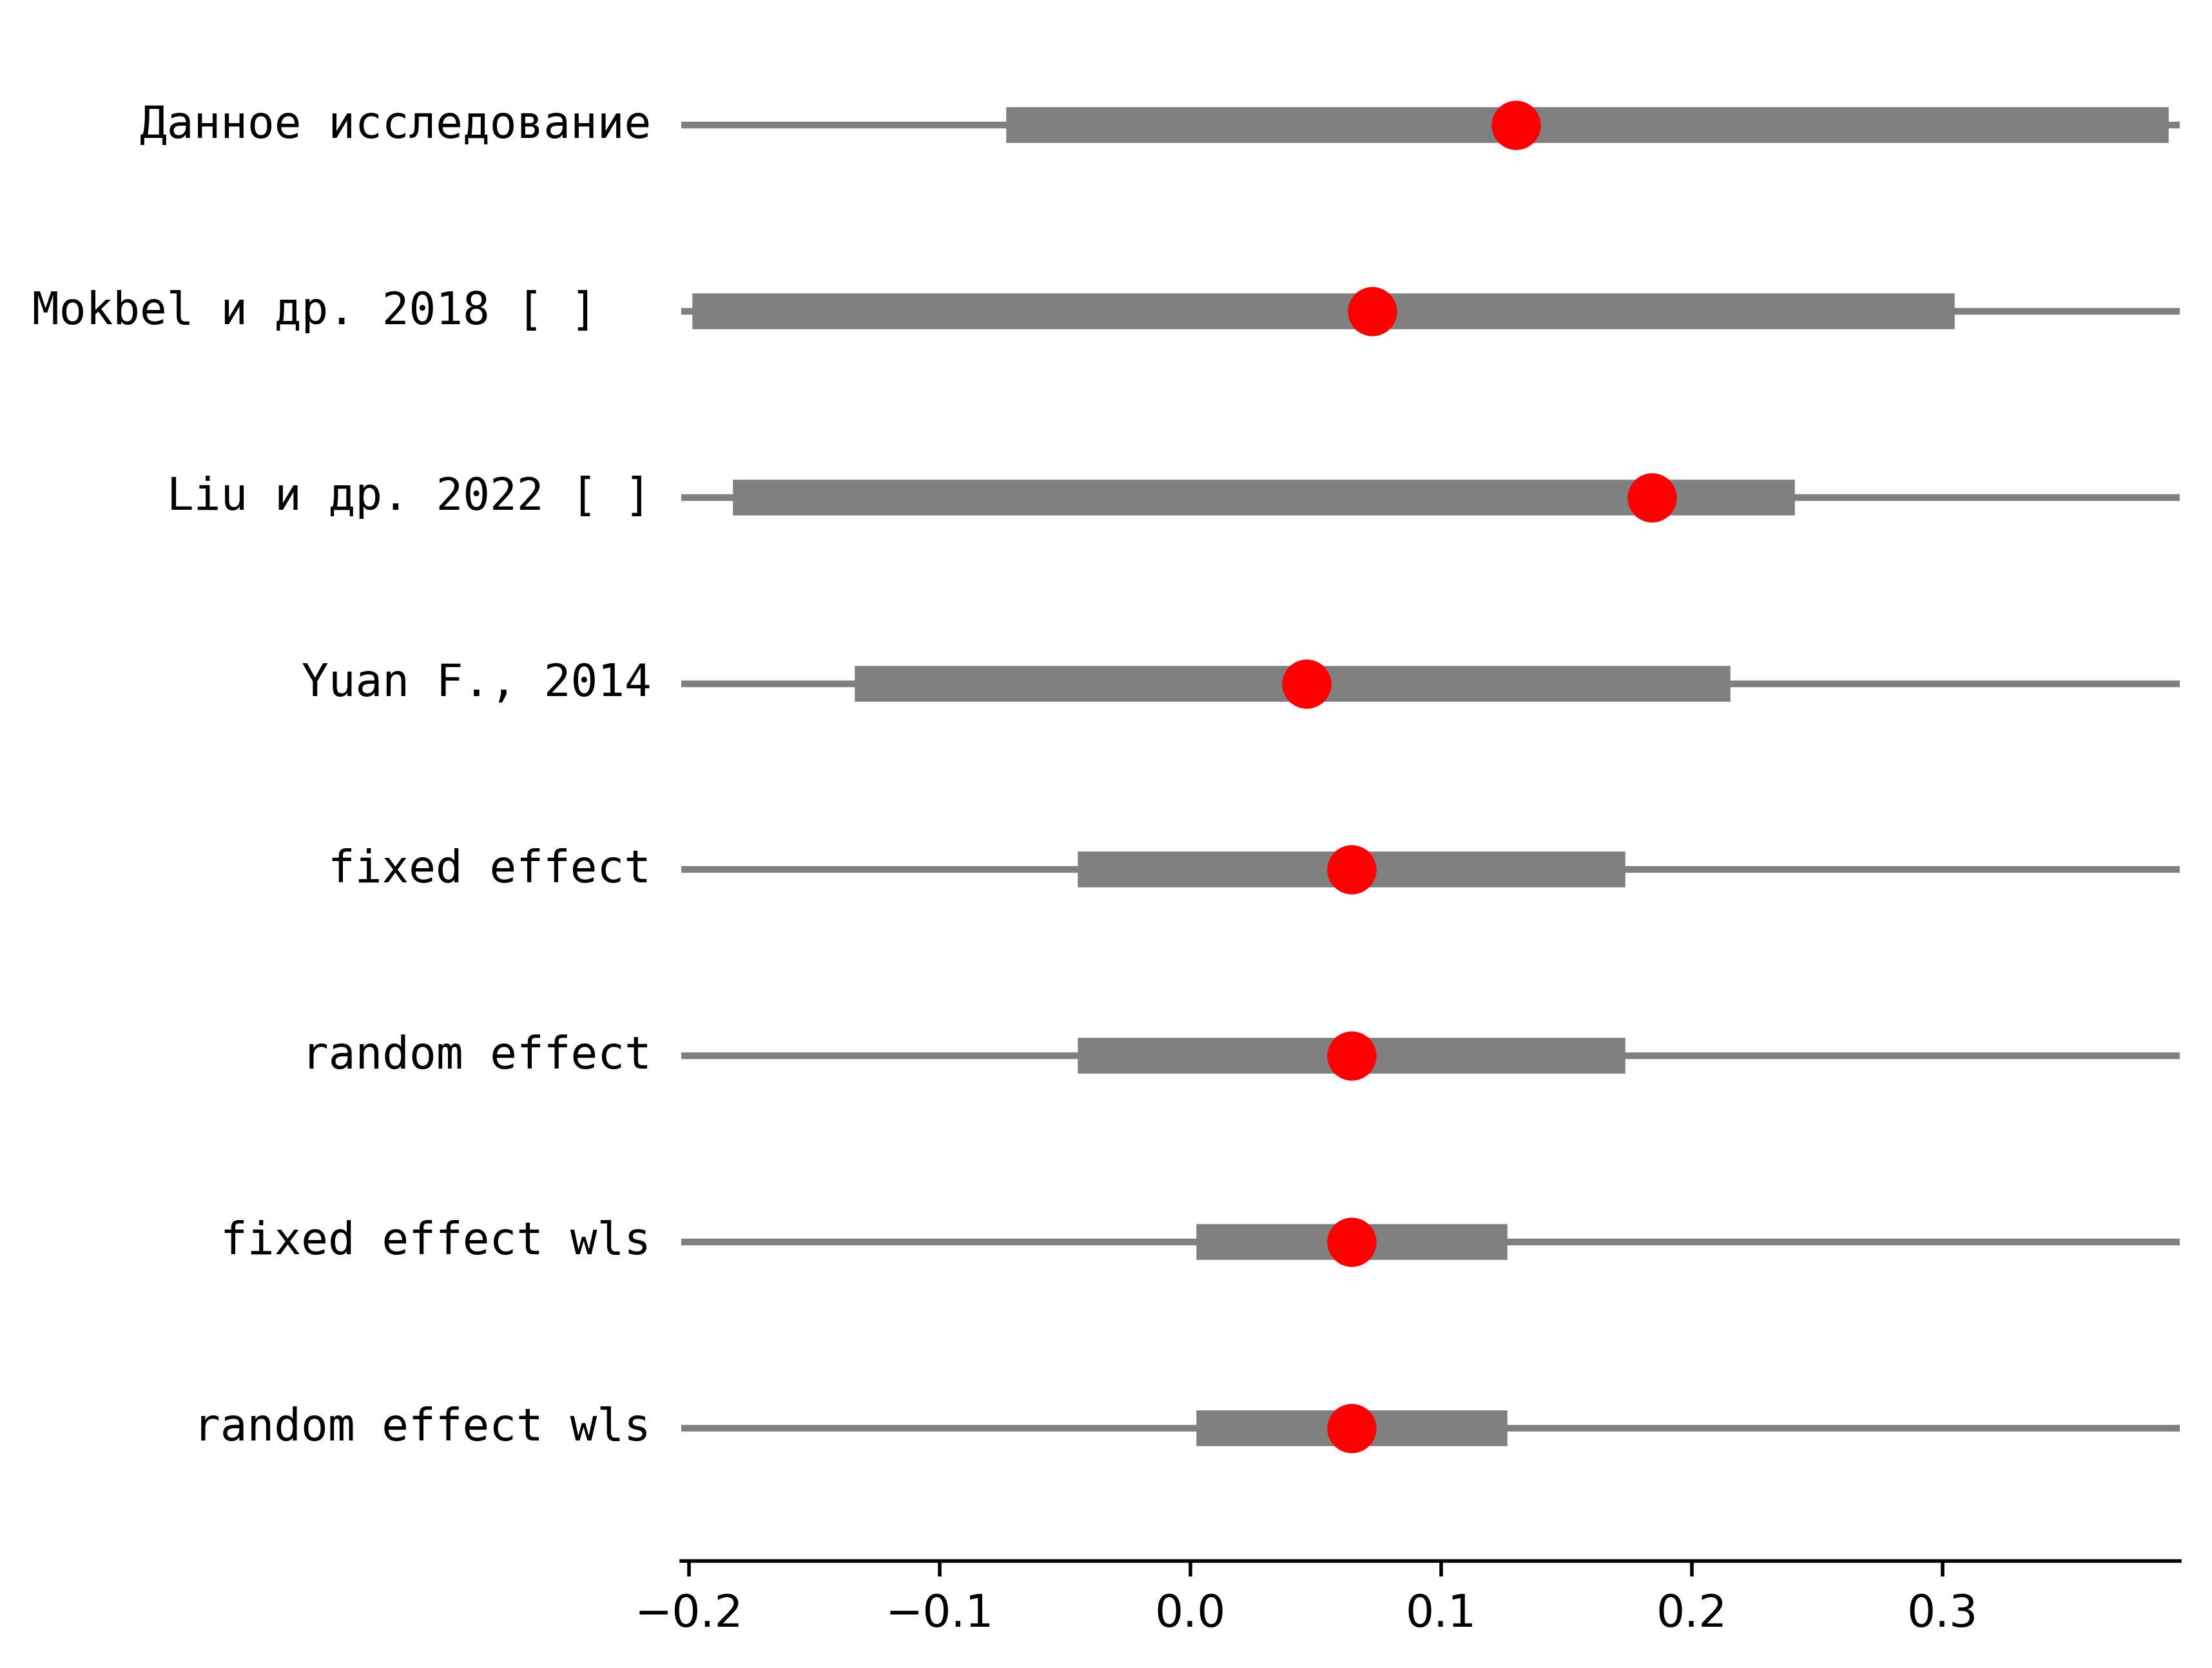 Данное исследование
Mokbel и др. 2018 [ ]
Liu и др. 2022 [ ]
Yuan F., 2014
fixed effect
random effect
fixed effect wls
random effect wls
−0.2 −0.1 0.0 0.1 0.2 0.3